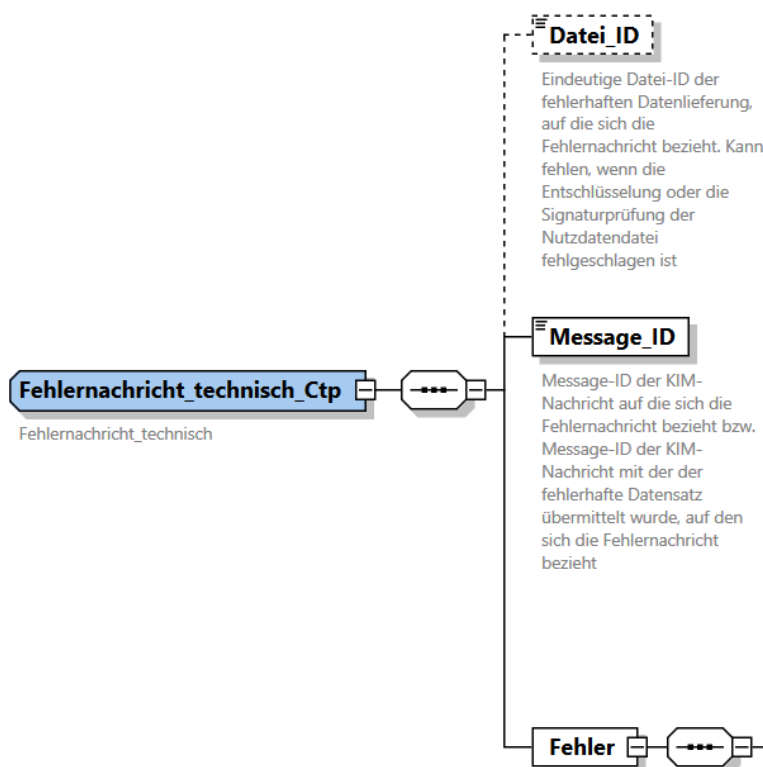 Datei_ID
Eindeutige Datei-ID der
fehlerhaften Datenlieferung,
auf die sich die
Fehlernachricht bezieht. Kann
fehlen, wenn die
Entschlüsselung oder die
Signaturprüfung der
Nutzdatendatei
fehlgeschlagen ist
Message_ID
Message-ID der KIM-
Nachricht auf die sich die
Fehlernachricht bezieht bzw.
Message-ID der KIM-
Nachricht mit der der
fehlerhafte Datensatz
übermittelt wurde, auf den
sich die Fehlernachricht
bezieht
Fehlernachricht_technisch_Ctp
Fehlernachricht_technisch
Fehler